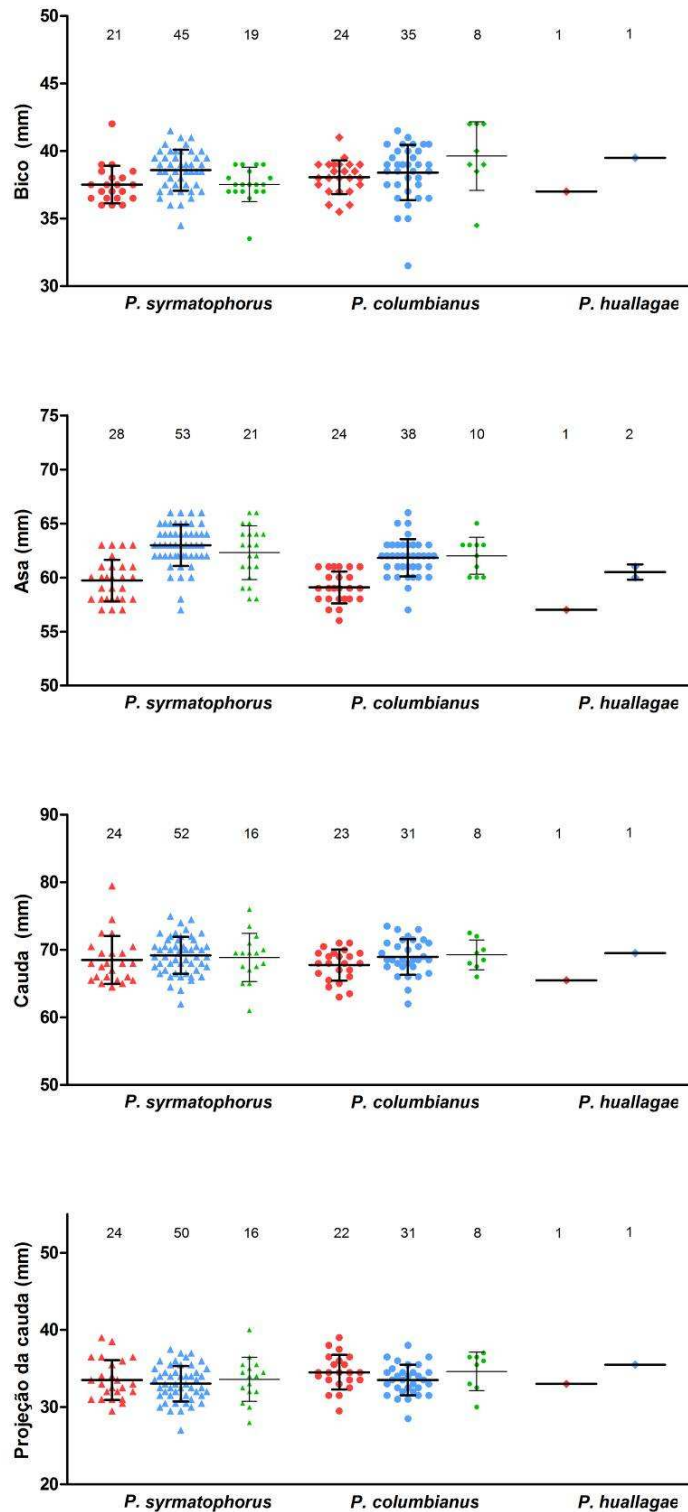 50
21 45 19 24 35 8 1 1
45
Bico (mm)
40
35
30
P. syrmatophorus P. columbianus P. huallagae
75
28 53 21 24 38 10 1 2
70
65
Asa (mm)
60
55
50
P. syrmatophorus P. columbianus P. huallagae
90
24 52 16 23 31 8 1 1
80
Cauda (mm)
70
60
50
P. syrmatophorus P. columbianus P. huallagae
24 50 16 22 31 8 1 1
50
Projeção da cauda (mm)
40
30
20
P. syrmatophorus P. columbianus P. huallagae